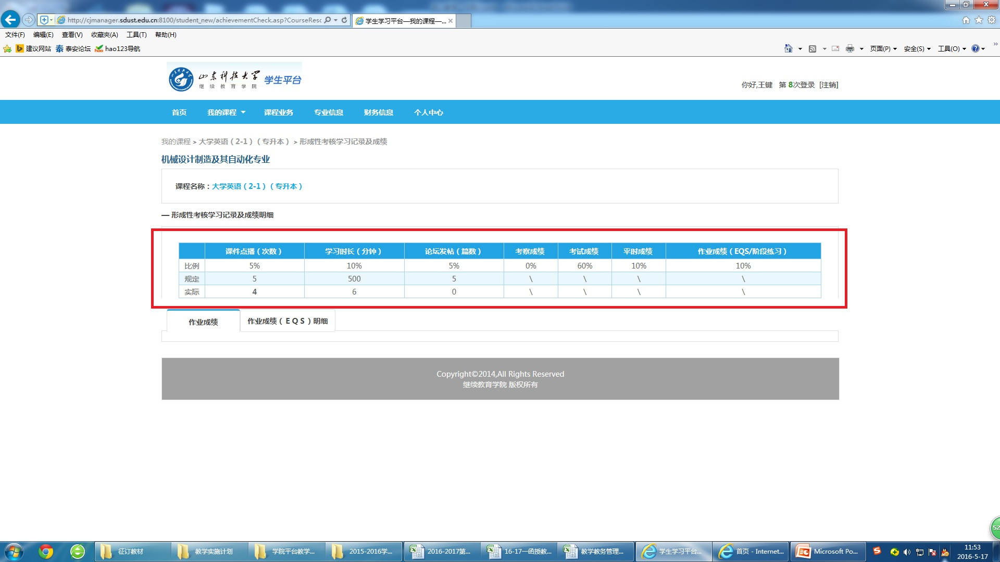 http://cjmanager.sdust.edu.cn:8100/student_new/achievementCheck.asp?CourseResc
学生学习平台—我的课程—...
文件(F) 编辑(E) 查看(V) 收藏夹(A) 工具(T) 帮助(H)
建议网站 泰安论坛 hao123导航
页面(P) 安全(S) 工具(O)
山东科技大学
继续教育学院
学生平台
你好,王键 第 8次登录 [注销]
首页 我的课程 课程业务 专业信息 财务信息 个人中心
我的课程 > 大学英语（2-1）（专升本） > 形成性考核学习记录及成绩
机械设计制造及其自动化专业
课程名称：大学英语（2-1）（专升本）
— 形成性考核学习记录及成绩明细
课件点播（次数） 学习时长（分钟） 论坛发帖（篇数） 考察成绩 考试成绩 平时成绩 作业成绩（EQS/阶段练习）
比例 5% 10% 5% 0% 60% 10% 10%
规定 5 500 5 \ \ \ \
实际 4 6 0 \ \ \ \
作业成绩 作业成绩（ E Q S ）明细
Copyright©2014,All Rights Reserved
继续教育学院 版权所有
52
征订教材 教学实施计划 学院平台教学... 2015-2016学... 2016-2017第... 16-17一函授教... 教学教务管理... 学生学习平台... 首页 - Internet... Microsoft Po...
11:53
2016-5-17